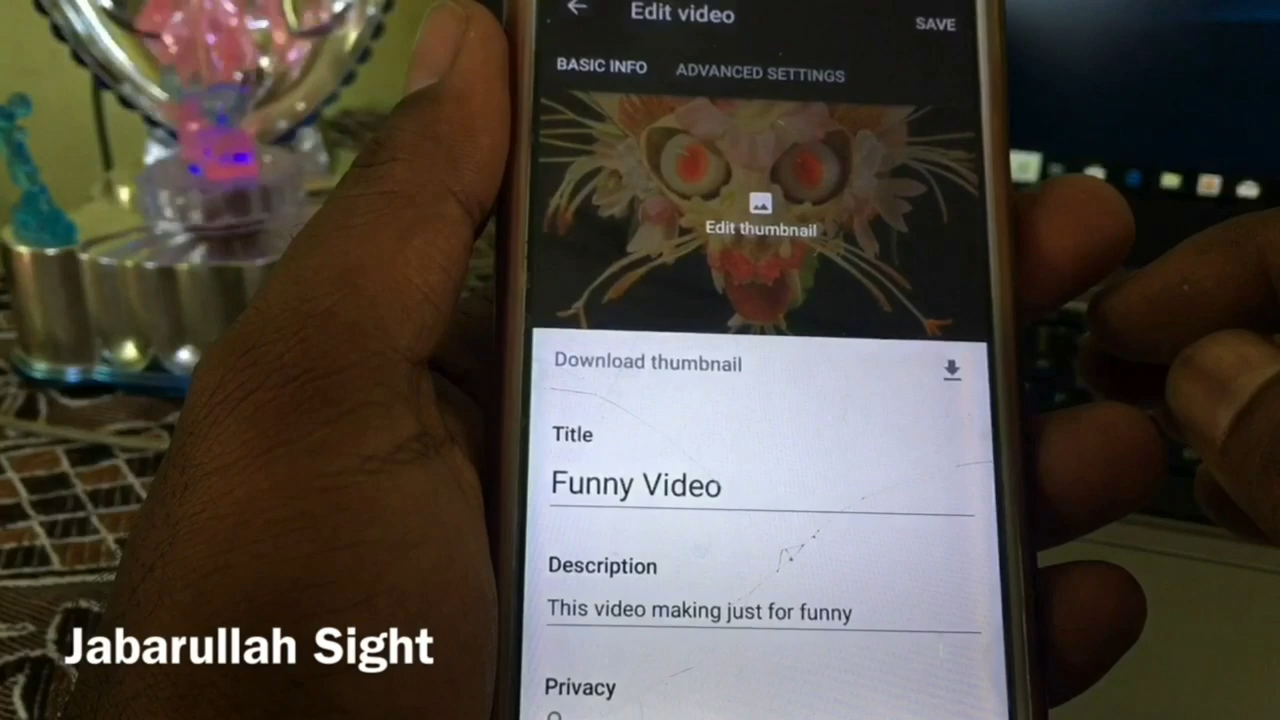 Edit video
SAVE
BASIC INFO
ADVANCED SETTINGS
Edit thumbnail
Download thumbnail
Title
Funny Video
Description
This video making just for funny
Privacy
Jabarullah Sight